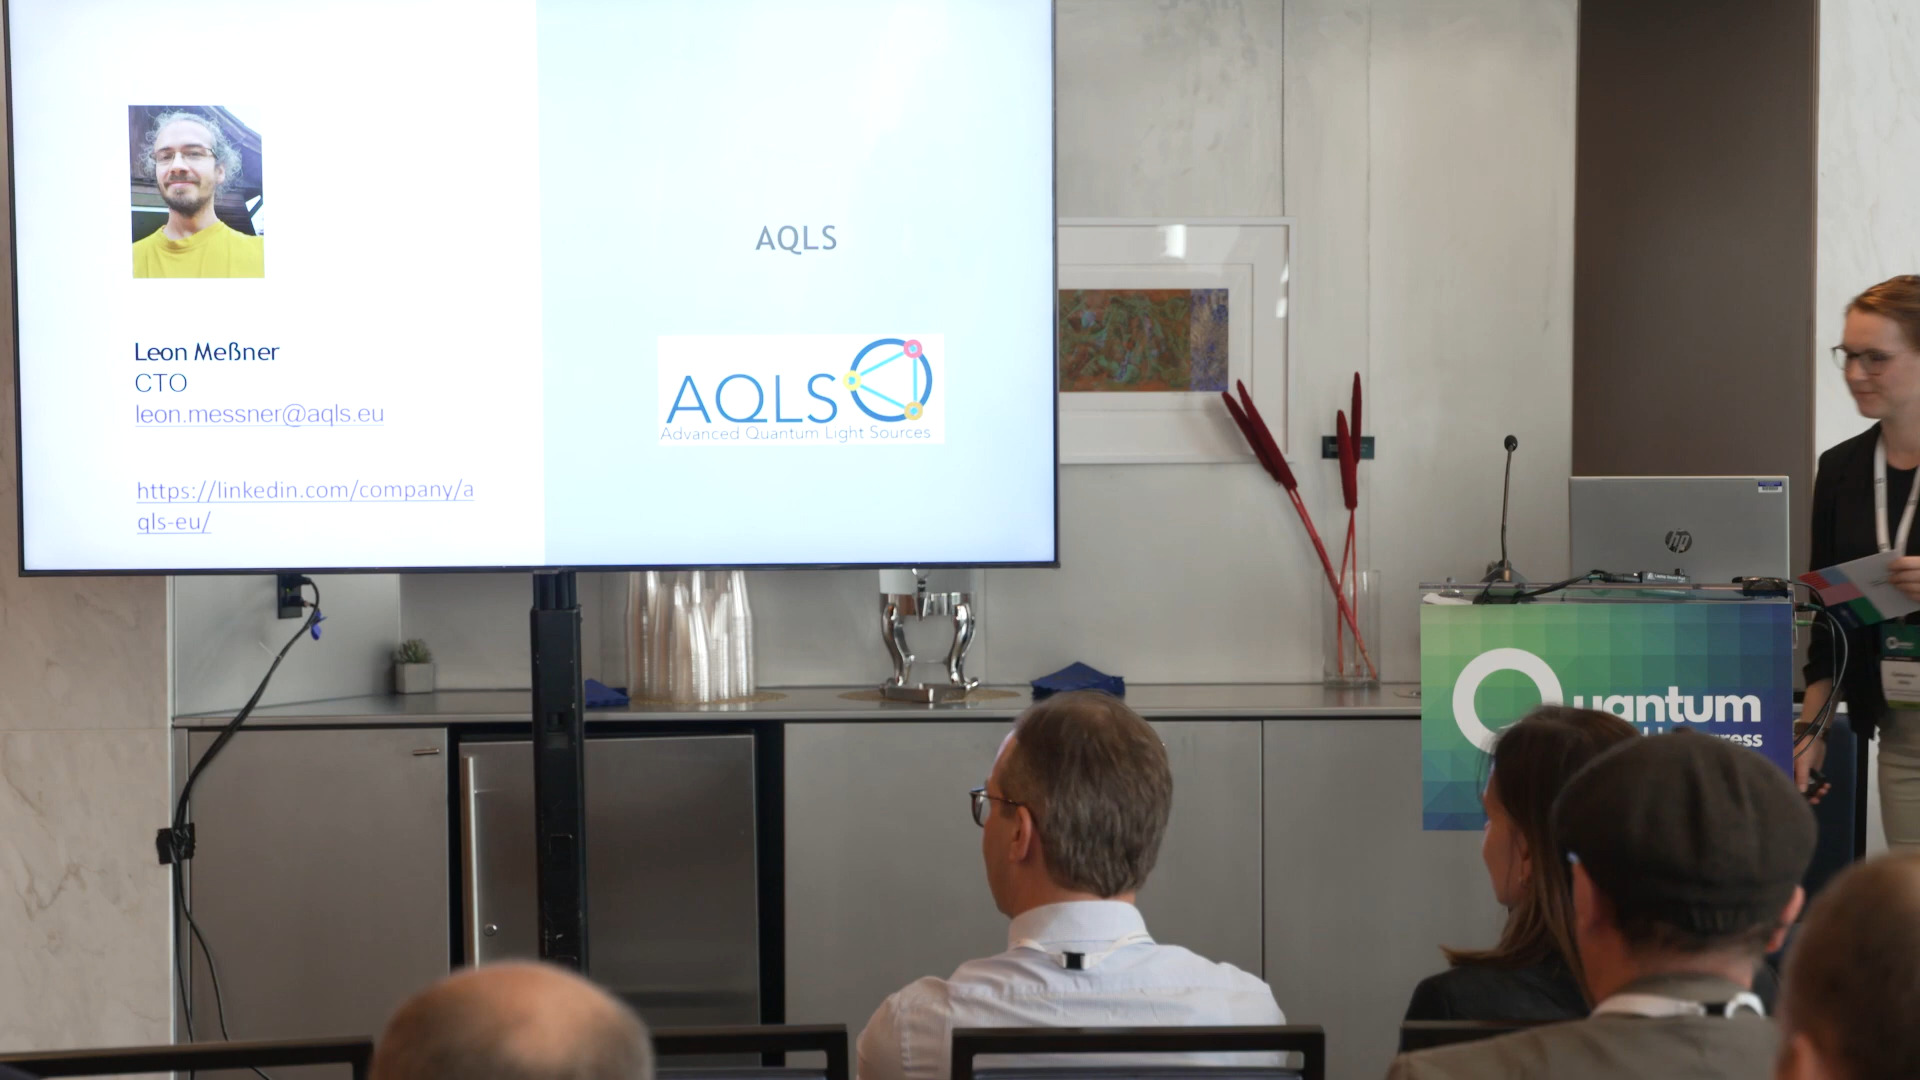 Leon Meßner
CTO
leon.messner@aqls.eu
https://linkedin.com/company/a
qls-eu/
AQLS
AQLS
Advanced Quantum Light Sources
hp
Quantum